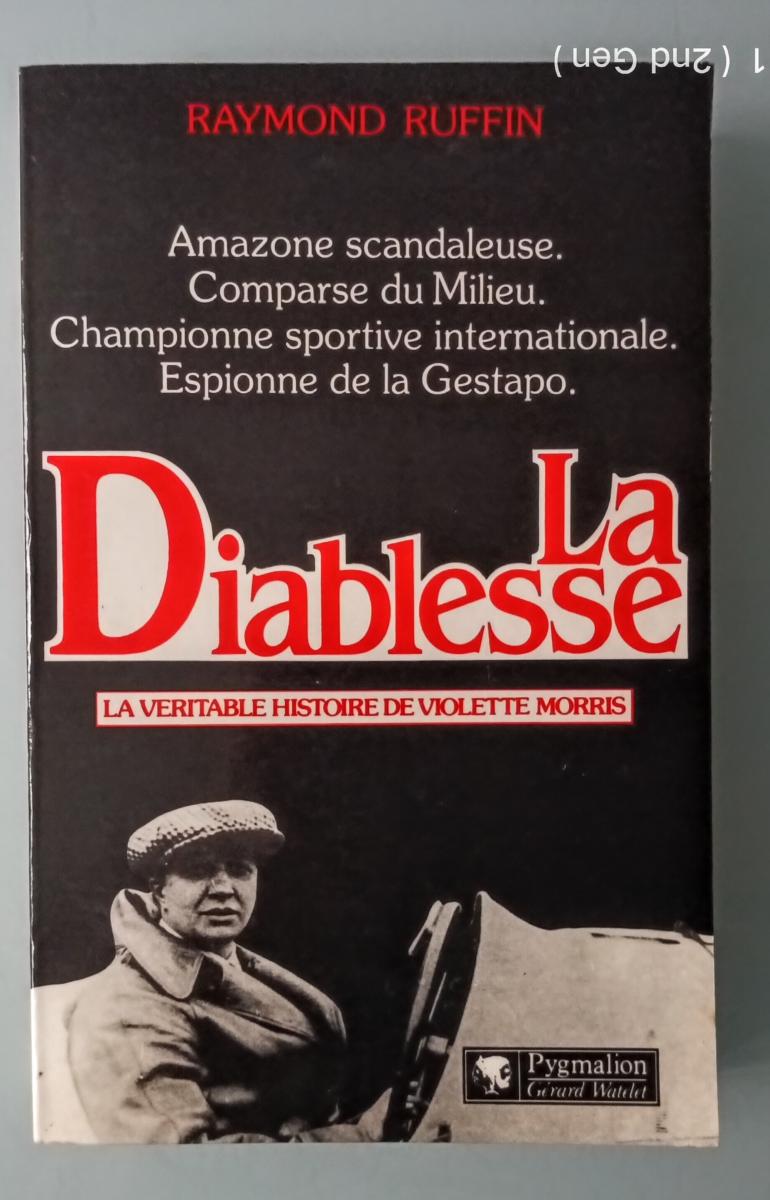 1 ( 2nd Gen )
RAYMOND RUFFIN
Amazone scandaleuse.
Comparse du Milieu.
Championne sportive internationale.
Espionne de la Gestapo.
La
Diablesse
LA VERITABLE HISTOIRE DE VIOLETTE MORRIS
Pygmalion
Gérard Watelet